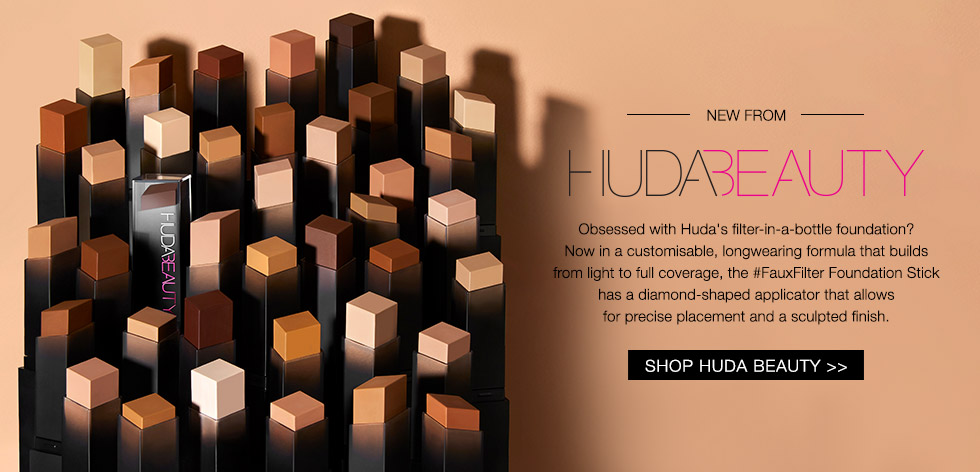 NEW FROM
HUDABEAUTY
Obsessed with Huda's filter-in-a-bottle foundation?
Now in a customisable, longwearing formula that builds
from light to full coverage, the #FauxFilter Foundation Stick
has a diamond-shaped applicator that allows
for precise placement and a sculpted finish.
SHOP HUDA BEAUTY >>
HUDABEAUTY